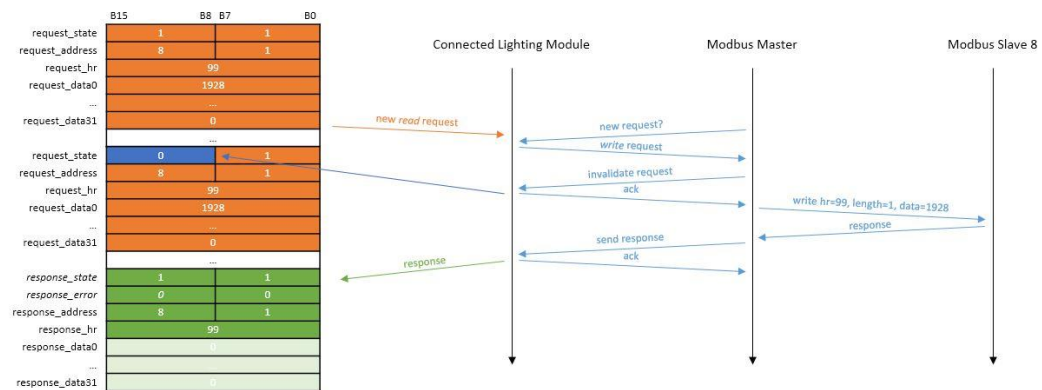 B15 B8 B7 B0
request_state 1 1
request_address 8 1
request_hr 99
request_data0 1928
... ...
request_data31 0
...
request_state 0 1
request_address 8 1
request_hr 99
request_data0 1928
... ...
request_data31 0
...
response_state 1 1
response_error 0 0
response_address 8 1
response_hr 99
response_data0 0
... ...
response_data31 0
Connected Lighting Module
Modbus Master
Modbus Slave 8
new read request
new request?
write request
invalidate request
ack
write hr=99, length=1, data=1928
response
send response
ack
response